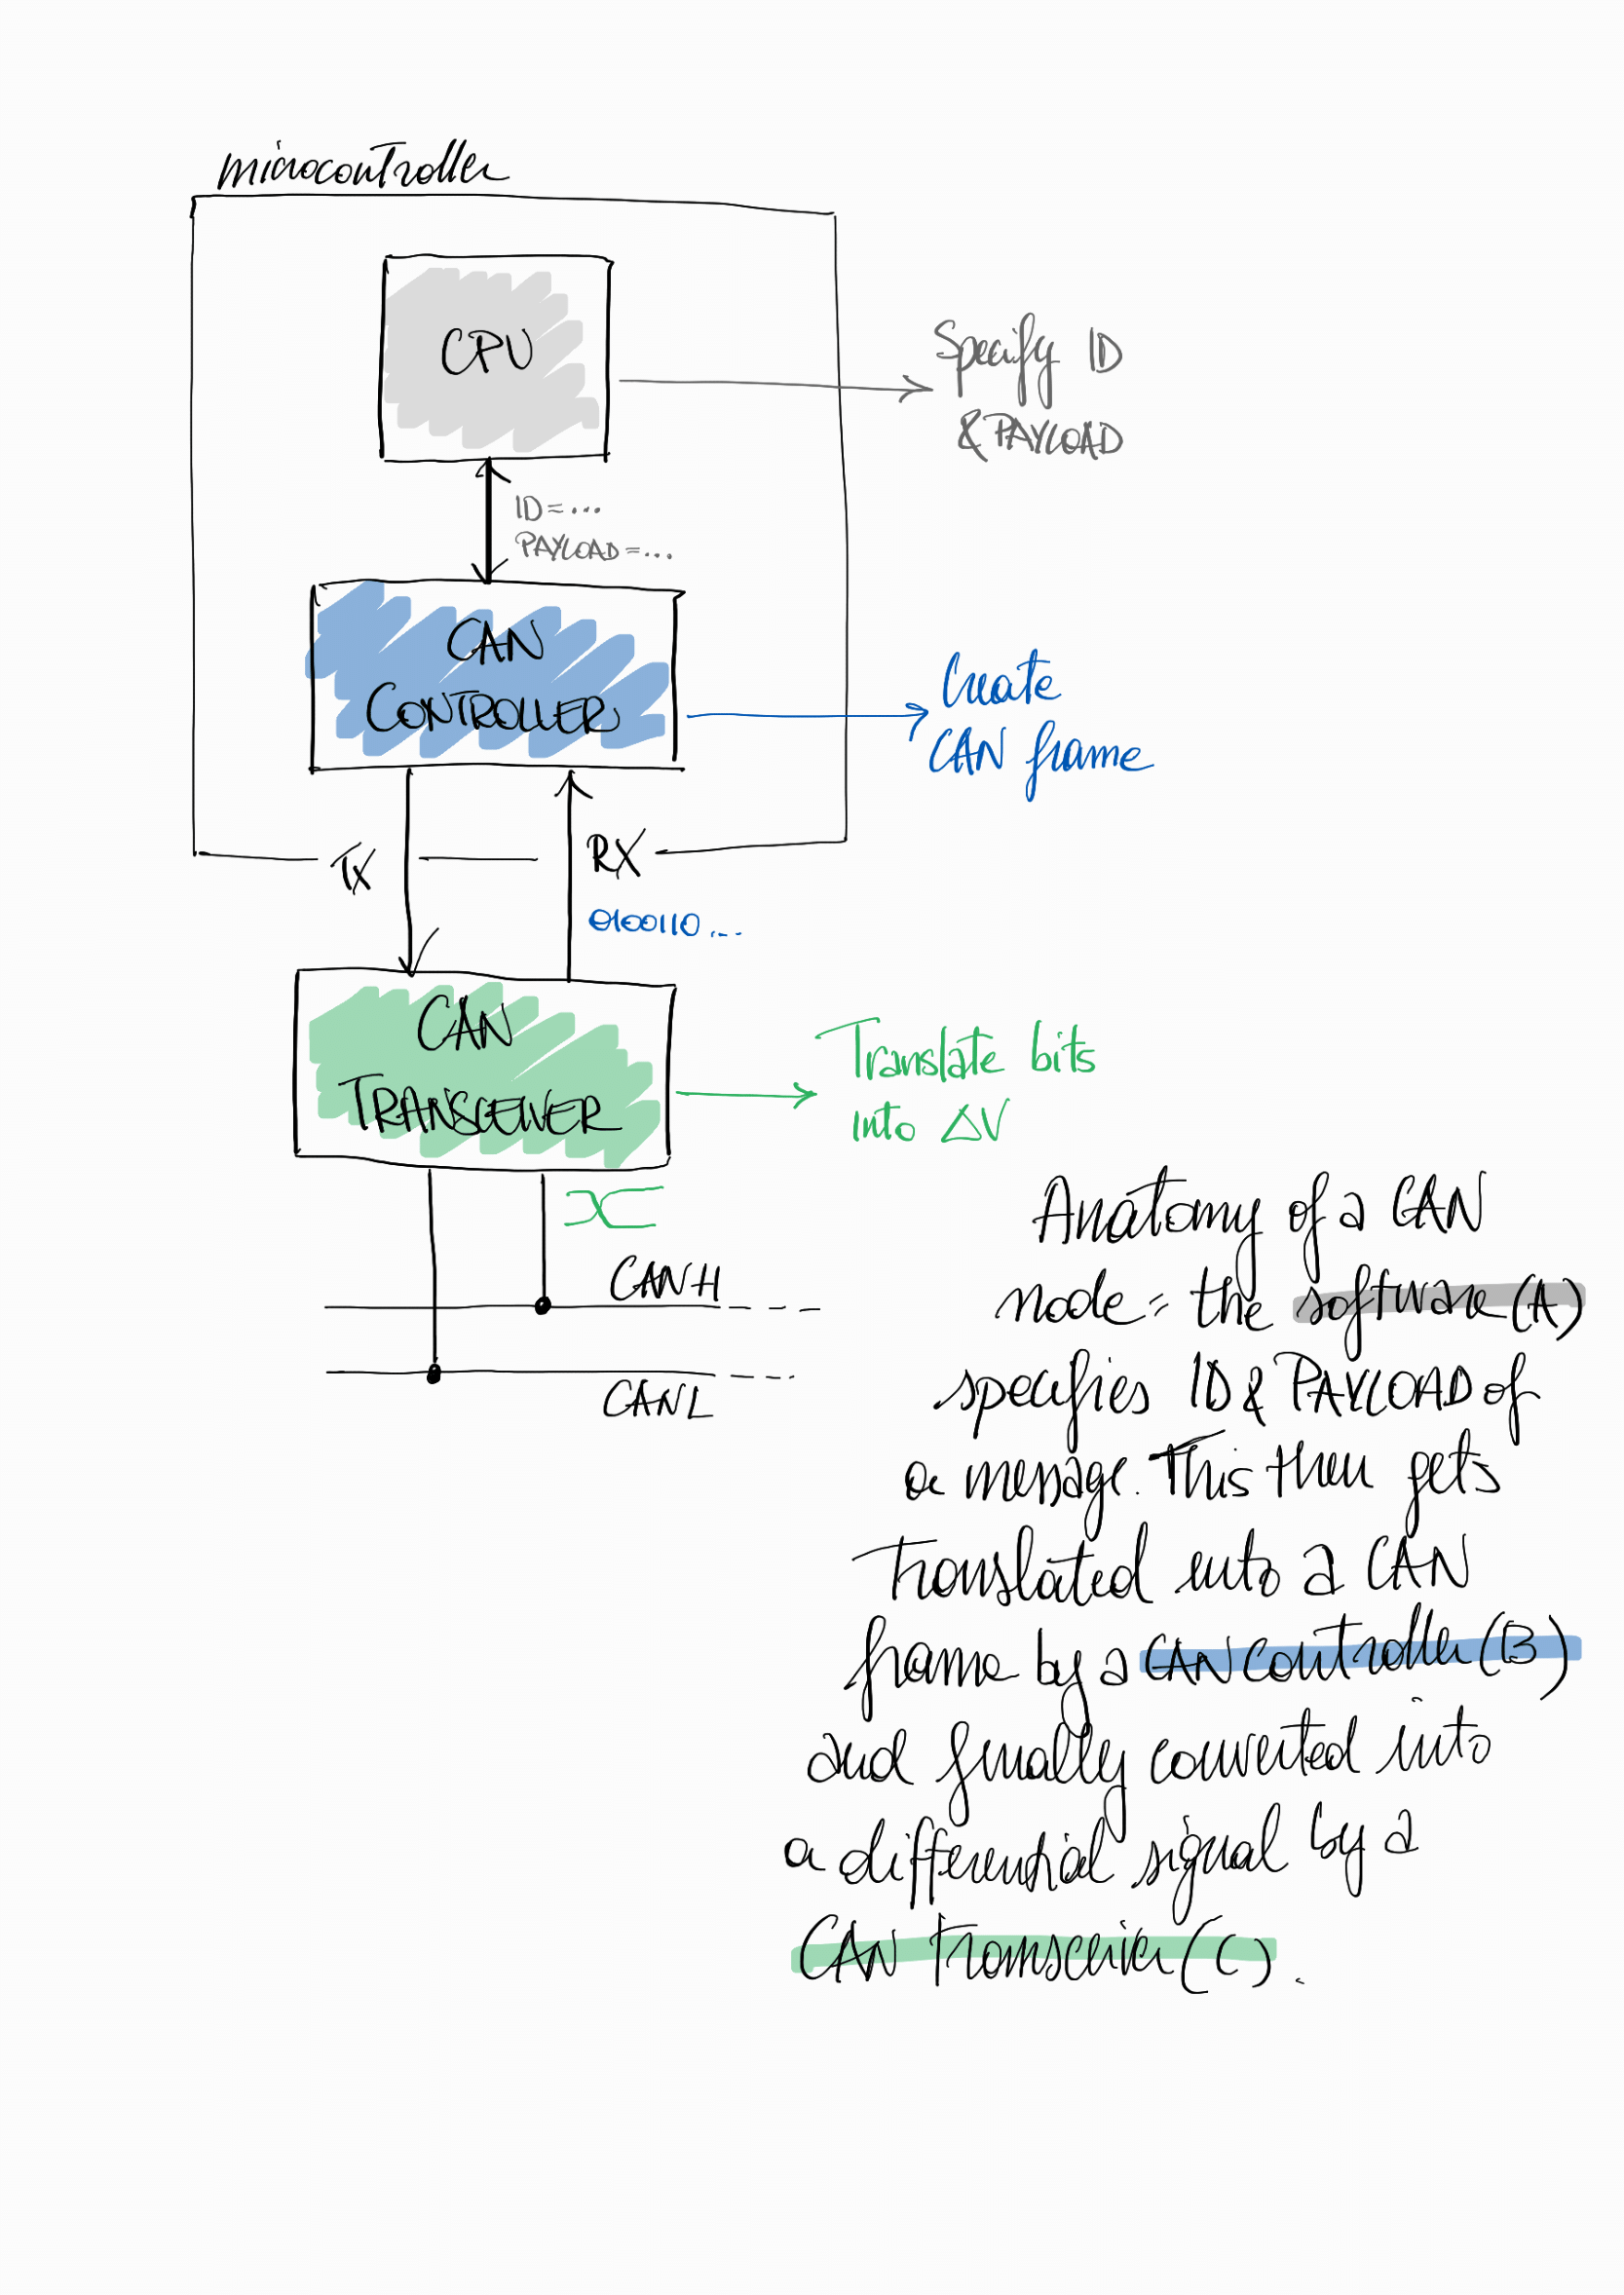 microcontroller
CPU
Specify ID
& PAYLOAD
ID=...
PAYLOAD=...
CAN
CONTROLLER
Create
CAN frame
TX
RX
0100110...
CAN
TRANSCEIVER
Translate bits
into ΔV
CANH
CANL
Anatomy of a CAN
node: the software (A)
specifies ID & PAYLOAD of
a message. This then gets
translated into a CAN
frame by a CAN controller (B)
and finally converted into
a differential signal by a
CAN transceiver (C).